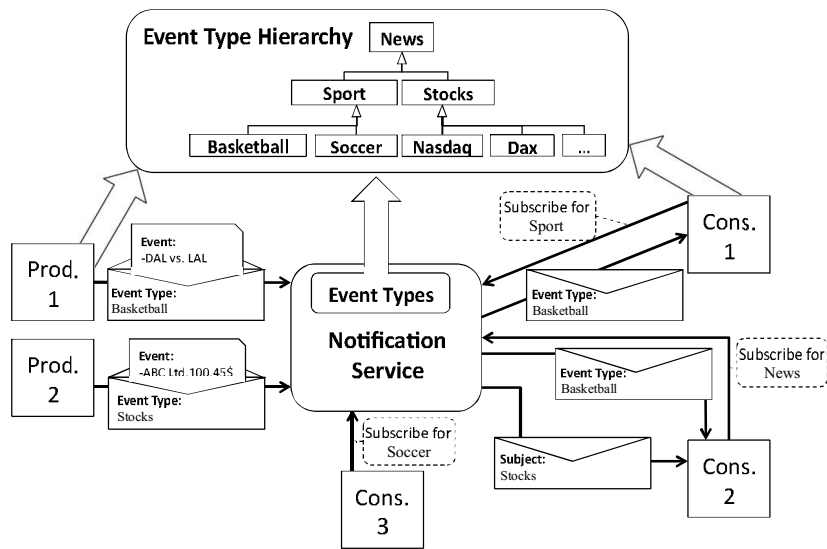 Event Type Hierarchy
News
Sport
Stocks
Basketball
Soccer
Nasdaq
Dax
...
Prod.
1
Event:
-DAL vs. LAL
Event Type:
Basketball
Prod.
2
Event:
-ABC Ltd.100.45$
Event Type:
Stocks
Event Types
Notification
Service
Subscribe for
Sport
Cons.
1
Event Type:
Basketball
Subscribe for
News
Event Type:
Basketball
Subject:
Stocks
Cons.
2
Subscribe for
Soccer
Cons.
3